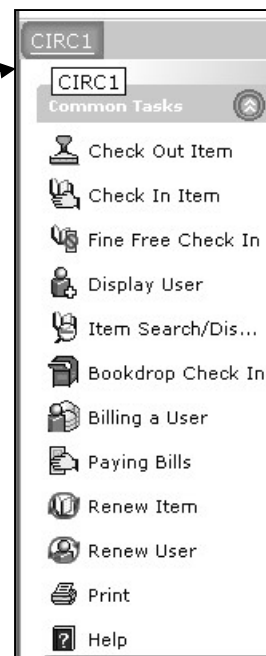 CIRC1
CIRC1
Common Tasks
Check Out Item
Check In Item
Fine Free Check In
Display User
Item Search/Dis...
Bookdrop Check In
Billing a User
Paying Bills
Renew Item
Renew User
Print
? Help